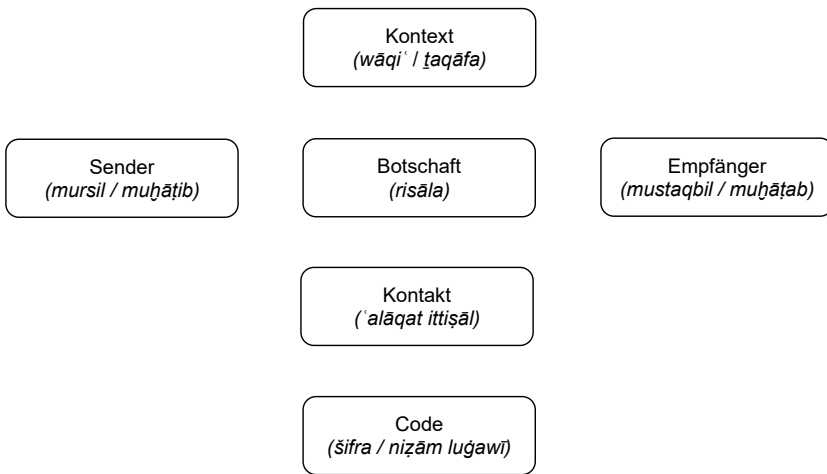 Kontext
(wāqiʿ / ṯaqāfa)
Sender
(mursil / muḫāṭib)
Botschaft
(risāla)
Empfänger
(mustaqbil / muḫāṭab)
Kontakt
(ʿalāqat ittiṣāl)
Code
(šifra / niẓām luġawī)